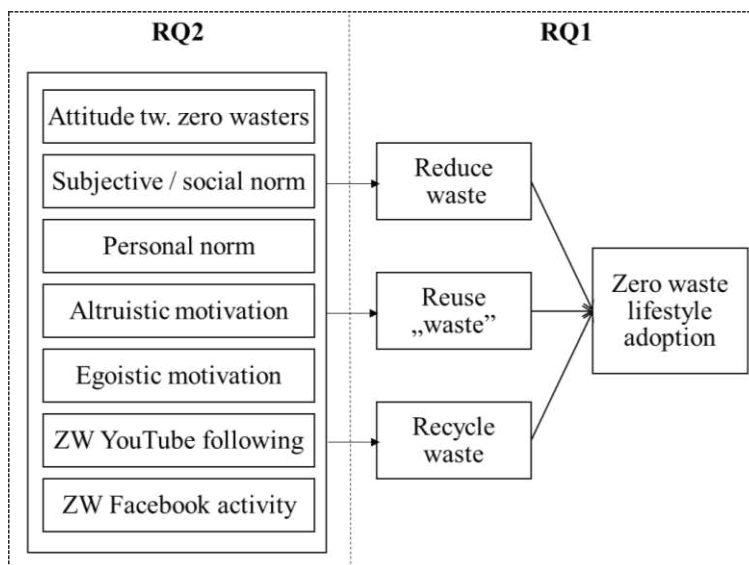 RQ2
RQ1
Attitude tw. zero wasters
Subjective / social norm
Personal norm
Altruistic motivation
Egoistic motivation
ZW YouTube following
ZW Facebook activity
Reduce
waste
Reuse
„waste”
Recycle
waste
Zero waste
lifestyle
adoption